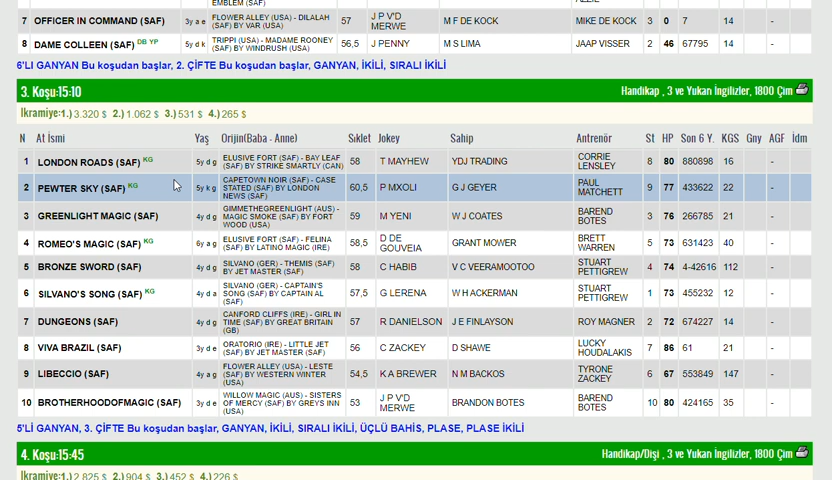 7 OFFICER IN COMMAND (SAF) 3y a e FLOWER ALLEY (USA) - DILALAH (SAF) BY VAR (USA) 57 J P V'D MERWE M F DE KOCK MIKE DE KOCK 3 0 7 14 -
8 DAME COLLEEN (SAF) DB YP 5y d k TRIPPI (USA) - MADAME ROONEY (SAF) BY WINDRUSH (USA) 56,5 J PENNY M S LIMA JAAP VISSER 2 46 67795 14 -
6'LI GANYAN Bu koşudan başlar, 2. ÇİFTE Bu koşudan başlar, GANYAN, İKİLİ, SIRALI İKİLİ
3. Koşu:15:10 Handikap , 3 ve Yukarı İngilizler, 1800 Çim
İkramiye:1.) 3.320 $ 2.) 1.062 $ 3.) 531 $ 4.) 265 $
N At İsmi Yaş Orijin(Baba - Anne) Sıklet Jokey Sahip Antrenör St HP Son 6 Y. KGS Gny AGF İdm
1 LONDON ROADS (SAF) KG 5y d g ELUSIVE FORT (SAF) - BAY LEAF (SAF) BY STRIKE SMARTLY (CAN) 58 T MAYHEW YDJ TRADING CORRIE LENSLEY 8 80 880898 16 -
2 PEWTER SKY (SAF) KG 5y k g CAPETOWN NOIR (SAF) - CASE STATED (SAF) BY LONDON NEWS (SAF) 60,5 P MXOLI G J GEYER PAUL MATCHETT 9 77 433622 22 -
3 GREENLIGHT MAGIC (SAF) 4y d g GIMMETHEGREENLIGHT (AUS) - MAGIC SMOKE (SAF) BY FORT WOOD (USA) 59 M YENI W J COATES BAREND BOTES 3 76 266785 21 -
4 ROMEO'S MAGIC (SAF) KG 6y a g ELUSIVE FORT (SAF) - FELINA (SAF) BY LATINO MAGIC (IRE) 58,5 D DE GOUVEIA GRANT MOWER BRETT WARREN 5 73 631423 40 -
5 BRONZE SWORD (SAF) 4y d g SILVANO (GER) - THEMIS (SAF) BY JET MASTER (SAF) 58 C HABIB V C VEERAMOOTOO STUART PETTIGREW 4 74 4-42616 112 -
6 SILVANO'S SONG (SAF) KG 4y d a SILVANO (GER) - CAPTAIN'S SONG (SAF) BY CAPTAIN AL (SAF) 57,5 G LERENA W H ACKERMAN STUART PETTIGREW 1 73 455232 12 -
7 DUNGEONS (SAF) 4y d g CANFORD CLIFFS (IRE) - GIRL IN TIME (SAF) BY GREAT BRITAIN (GB) 57 R DANIELSON J E FINLAYSON ROY MAGNER 2 72 674227 14 -
8 VIVA BRAZIL (SAF) 3y d e ORATORIO (IRE) - LITTLE JET (SAF) BY JET MASTER (SAF) 56 C ZACKEY D SHAWE LUCKY HOUDALAKIS 7 86 61 21 -
9 LIBECCIO (SAF) 4y a g FLOWER ALLEY (USA) - LESTE (SAF) BY WESTERN WINTER (USA) 54,5 K A BREWER N M BACKOS TYRONE ZACKEY 6 67 553849 147 -
10 BROTHERHOODOFMAGIC (SAF) 3y d e WILLOW MAGIC (AUS) - SISTERS OF MERCY (SAF) BY GREYS INN (USA) 53 J P V'D MERWE BRANDON BOTES BAREND BOTES 10 80 424165 35 -
5'Lİ GANYAN, 3. ÇİFTE Bu koşudan başlar, GANYAN, İKİLİ, SIRALI İKİLİ, ÜÇLÜ BAHİS, PLASE, PLASE İKİLİ
4. Koşu:15:45 Handikap/Dişi , 3 ve Yukarı İngilizler, 1800 Çim
İkramiye:1.) 2.825 $ 2.) 904 $ 3.) 452 $ 4.) 226 $